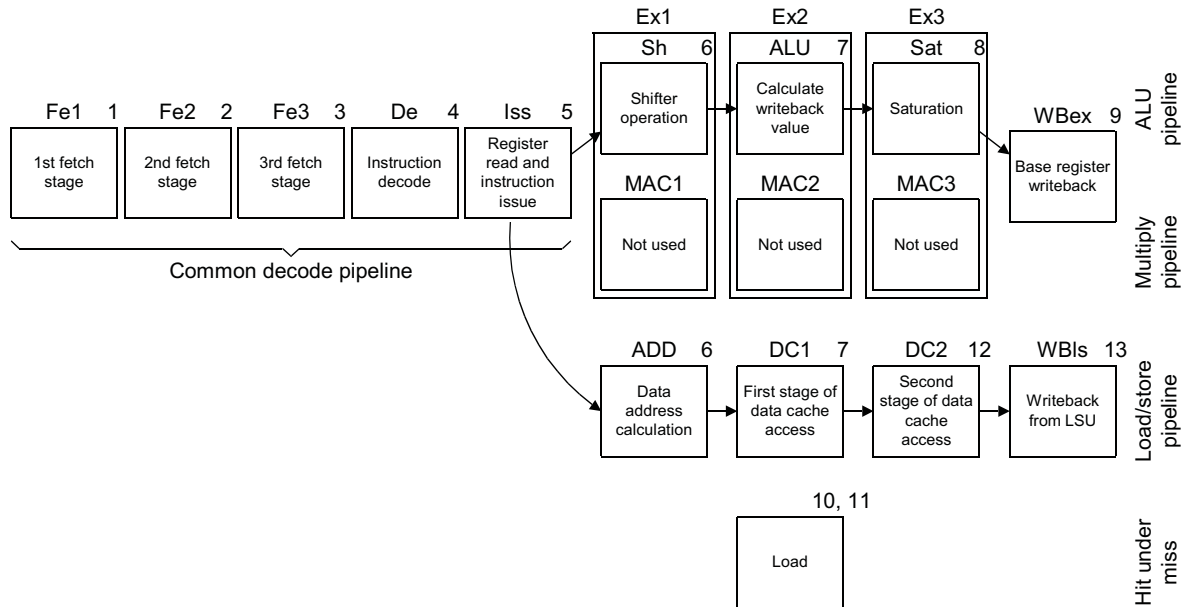 Ex1 Ex2 Ex3
Sh 6 ALU 7 Sat 8
Shifter
operation
Calculate
writeback
value
Saturation
ALU
pipeline
Fe1 1 Fe2 2 Fe3 3 De 4 Iss 5
1st fetch
stage
2nd fetch
stage
3rd fetch
stage
Instruction
decode
Register
read and
instruction
issue
WBex 9
Base register
writeback
MAC1 MAC2 MAC3
Not used Not used Not used
Multiply
pipeline
Common decode pipeline
ADD 6 DC1 7 DC2 12 WBls 13
Data
address
calculation
First stage of
data cache
access
Second
stage of data
cache
access
Writeback
from LSU
Load/store
pipeline
10, 11
Load
Hit under
miss